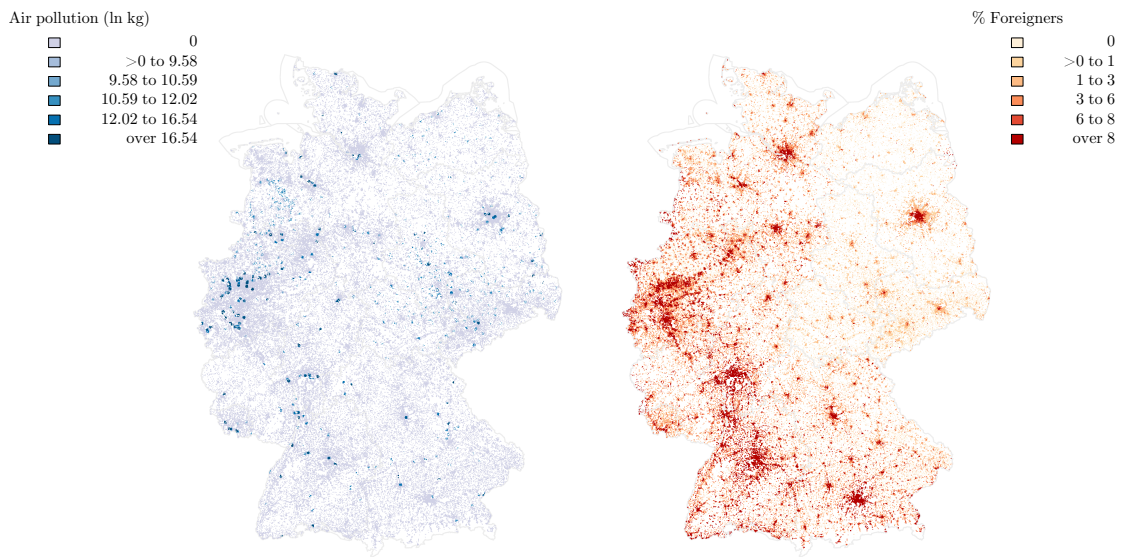 Air pollution (ln kg)
0
>0 to 9.58
9.58 to 10.59
10.59 to 12.02
12.02 to 16.54
over 16.54
% Foreigners
0
>0 to 1
1 to 3
3 to 6
6 to 8
over 8